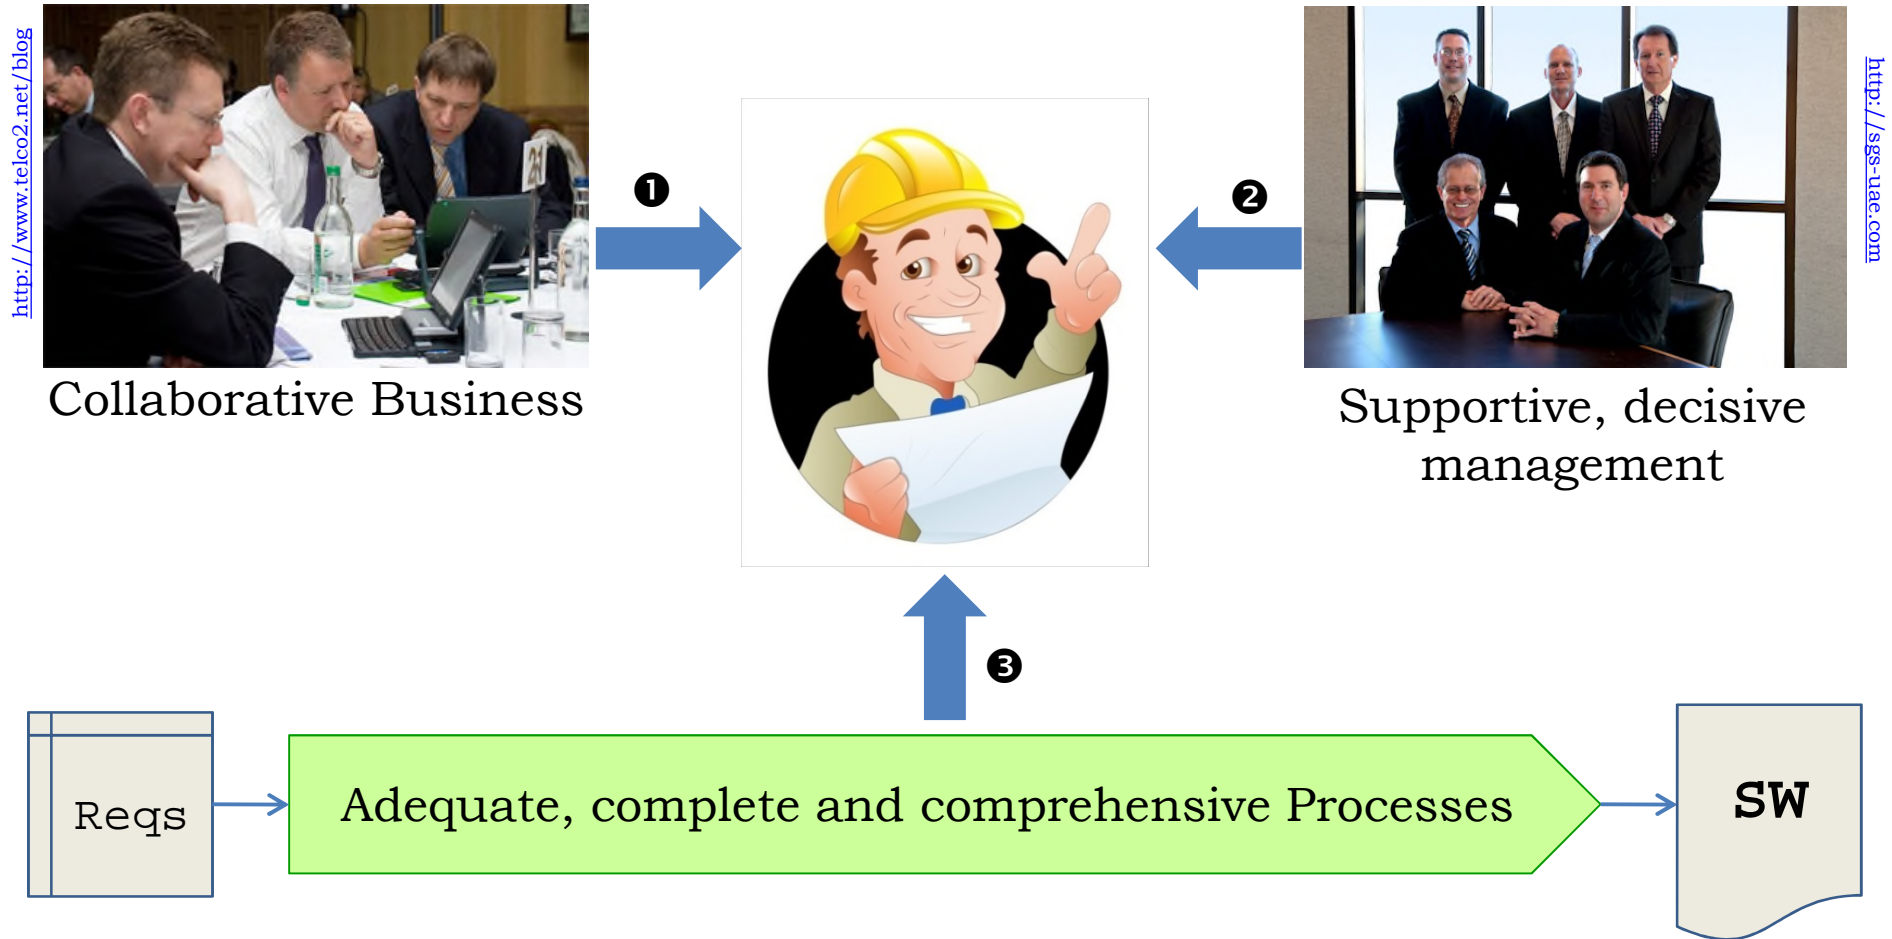 http://www.telco2.net/blog
❶
❷
http://sgs-uae.com
21
Collaborative Business
Supportive, decisive
management
❸
Reqs
Adequate, complete and comprehensive Processes
SW